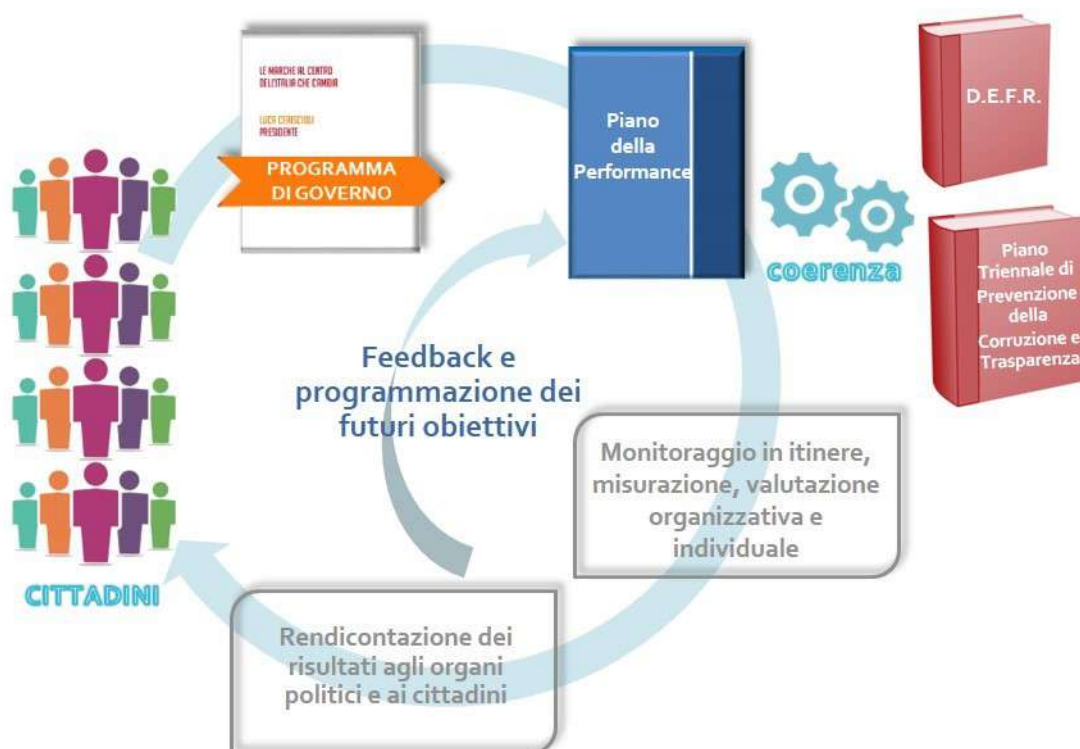 LE MARCHE AL CENTRO
DELL'ITALIA CHE CAMBIA
LUCA CERISCIOLI
PRESIDENTE
PROGRAMMA
DI GOVERNO
Piano
della
Performance
D.E.F.R.
coerenza
Piano
Triennale di
Prevenzione
della
Corruzione e
Trasparenza
Feedback e
programmazione dei
futuri obiettivi
Monitoraggio in itinere,
misurazione, valutazione
organizzativa e
individuale
CITTADINI
Rendicontazione dei
risultati agli organi
politici e ai cittadini